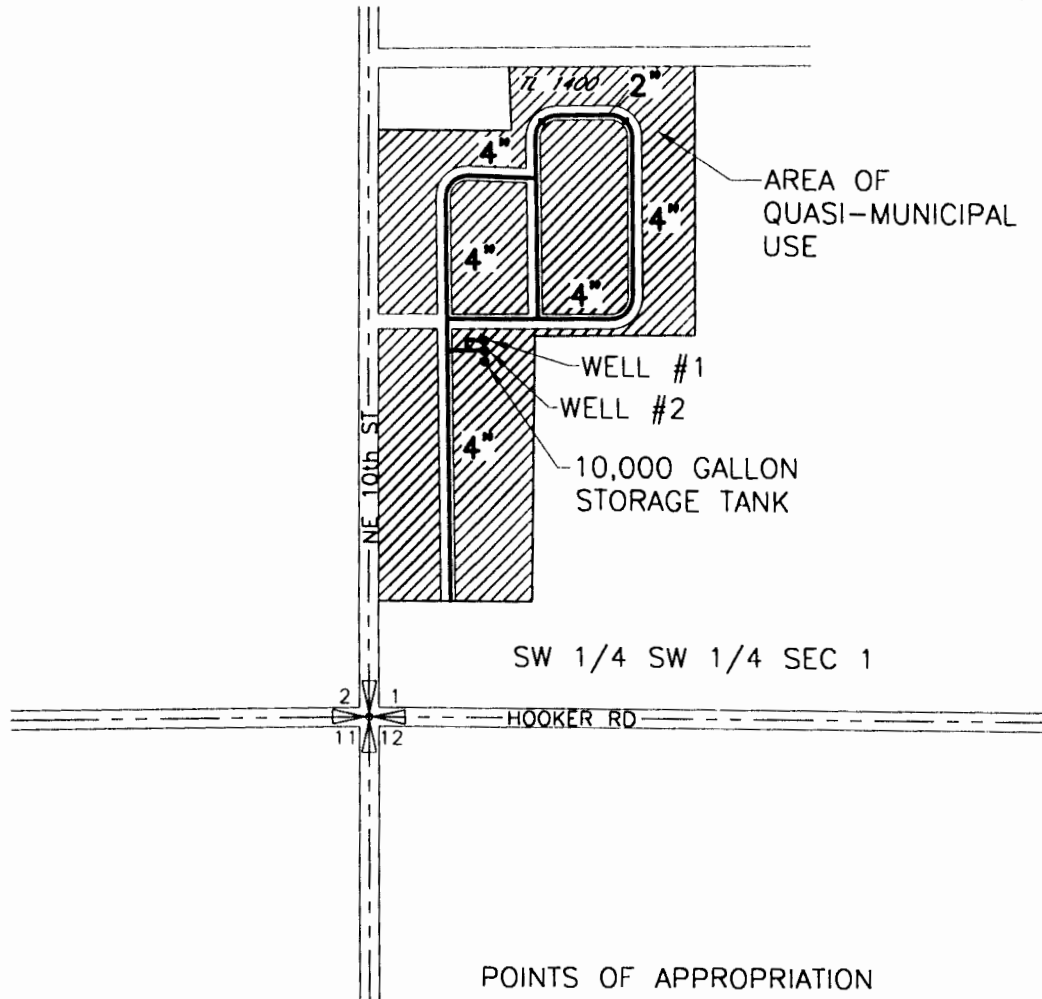 TL 1400
2"
4"
AREA OF
QUASI-MUNICIPAL
USE
4"
4"
4"
WELL #1
WELL #2
4"
10,000 GALLON
STORAGE TANK
NE 10th ST
SW 1/4 SW 1/4 SEC 1
2 1
HOOKER RD
11 12
POINTS OF APPROPRIATION